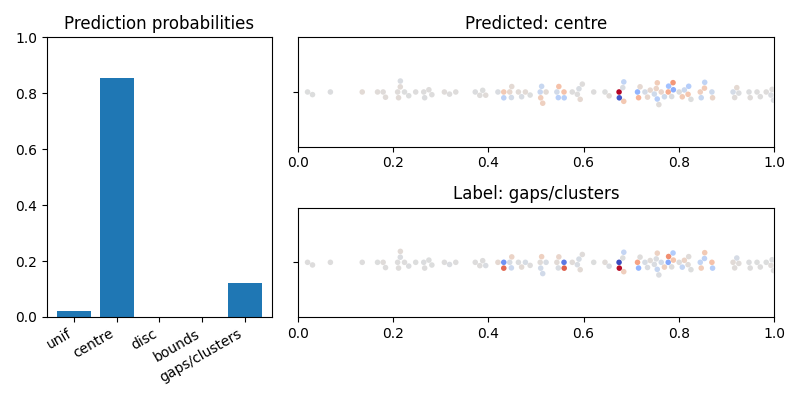 Prediction probabilities
1.0
0.8
0.6
0.4
0.2
0.0
unif
centre
disc
bounds
gaps/clusters
Predicted: centre
0.0 0.2 0.4 0.6 0.8 1.0
Label: gaps/clusters
0.0 0.2 0.4 0.6 0.8 1.0